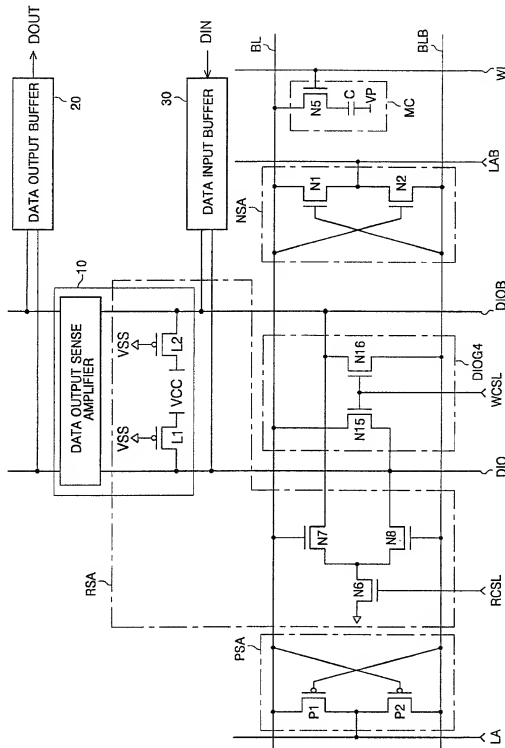 DOUT
DIN
DATA OUTPUT BUFFER
20
DATA INPUT BUFFER
30
10
DATA OUTPUT SENSE
AMPLIFIER
VSS
VSS
L1
VCC
L2
RSA
PSA
NSA
BL
BLB
P1
P2
N6
N7
N8
N15
N16
DIOG4
N1
N2
N5
C
VP
MC
LA
RCSL
DIO
WCSL
DIOB
LAB